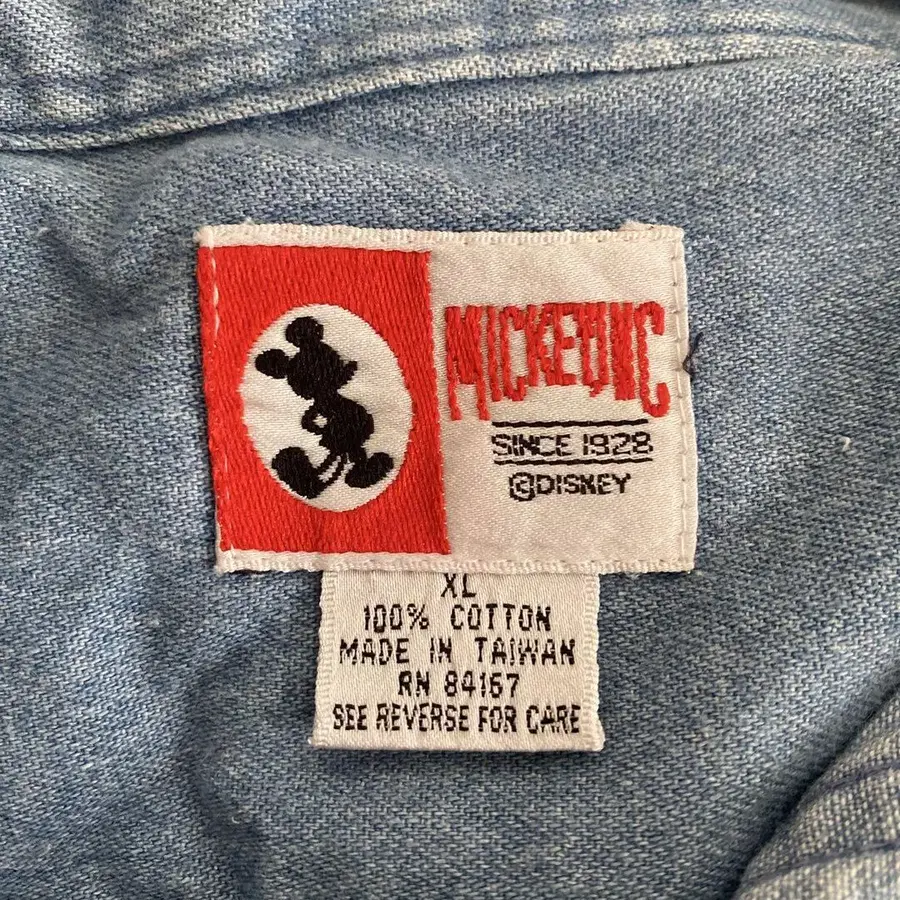 MICKEY INC
SINCE 1928
©DISNEY
XL
100% COTTON
MADE IN TAIWAN
RN 84167
SEE REVERSE FOR CARE